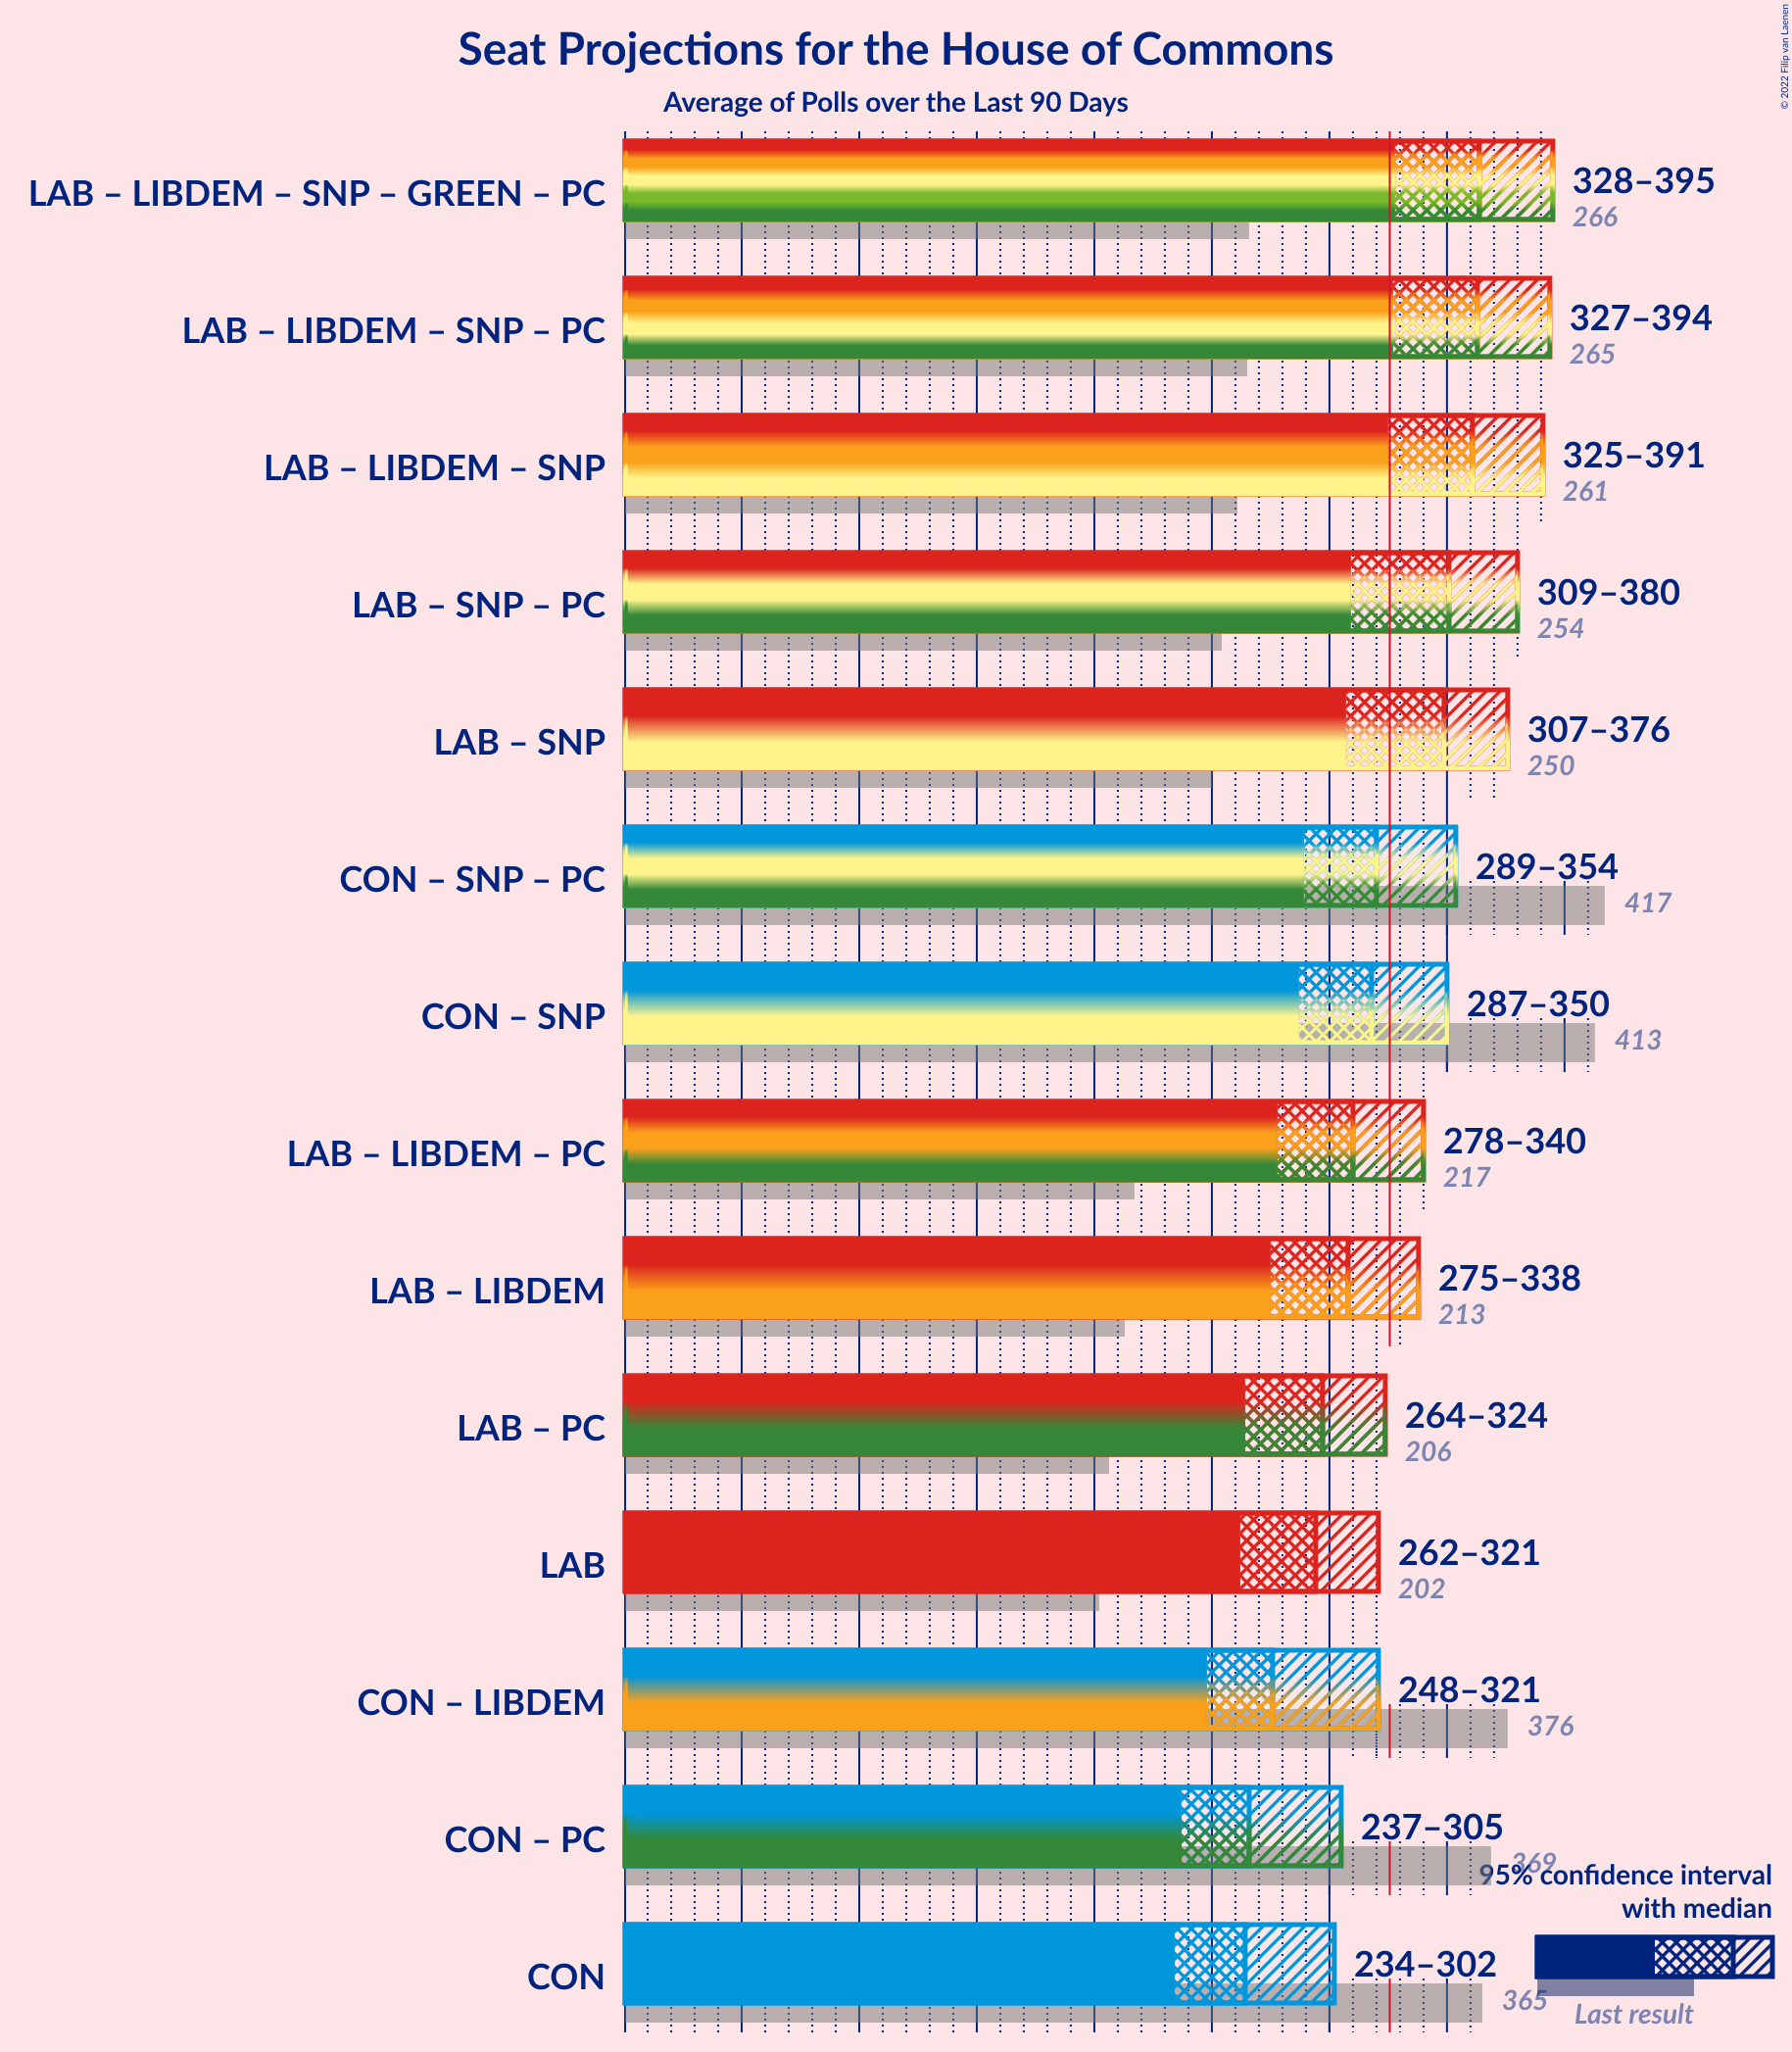 Seat Projections for the House of Commons
Average of Polls over the Last 90 Days
© 2022 Filip van Laenen
LAB – LIBDEM – SNP – GREEN – PC
328–395
266
LAB – LIBDEM – SNP – PC
327–394
265
LAB – LIBDEM – SNP
325–391
261
LAB – SNP – PC
309–380
254
LAB – SNP
307–376
250
CON – SNP – PC
289–354
417
CON – SNP
287–350
413
LAB – LIBDEM – PC
278–340
217
LAB – LIBDEM
275–338
213
LAB – PC
264–324
206
LAB
262–321
202
CON – LIBDEM
248–321
376
CON – PC
237–305
369
CON
234–302
365
95% confidence interval
with median
Last result